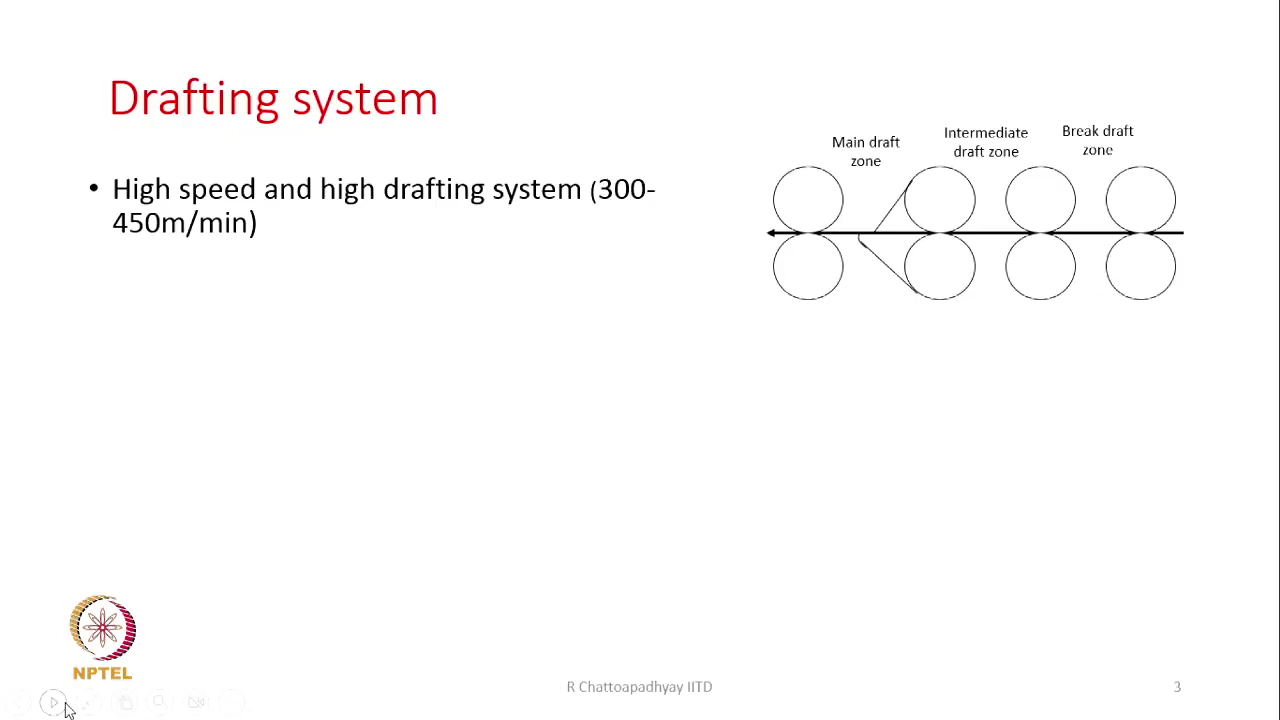 Drafting system
• High speed and high drafting system (300-
450m/min)
Main draft
zone
Intermediate
draft zone
Break draft
zone
NPTEL
R Chattoapadhyay IITD
3